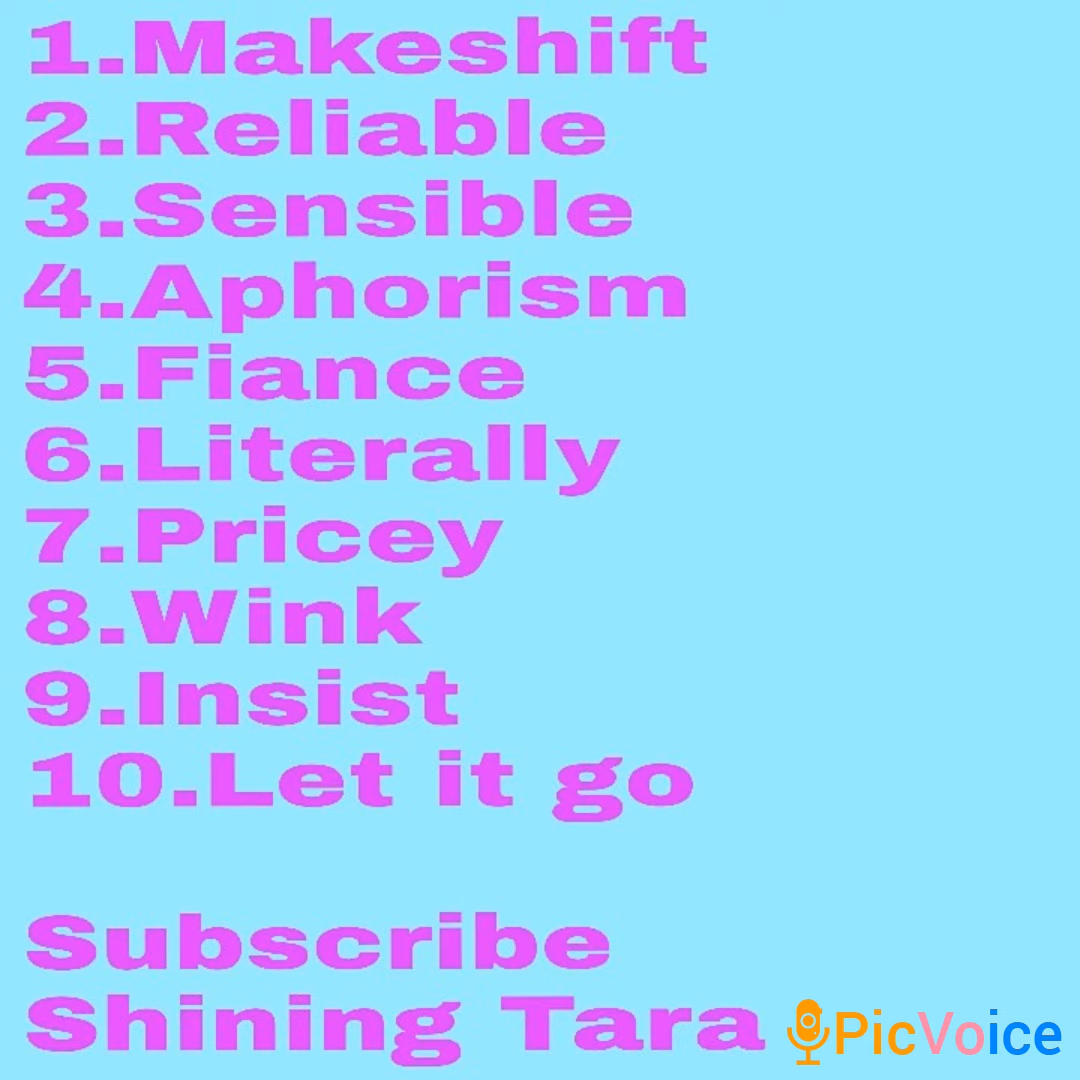 1.Makeshift
2.Reliable
3.Sensible
4.Aphorism
5.Fiance
6.Literally
7.Pricey
8.Wink
9.Insist
10.Let it go
Subscribe
Shining Tara
PicVoice